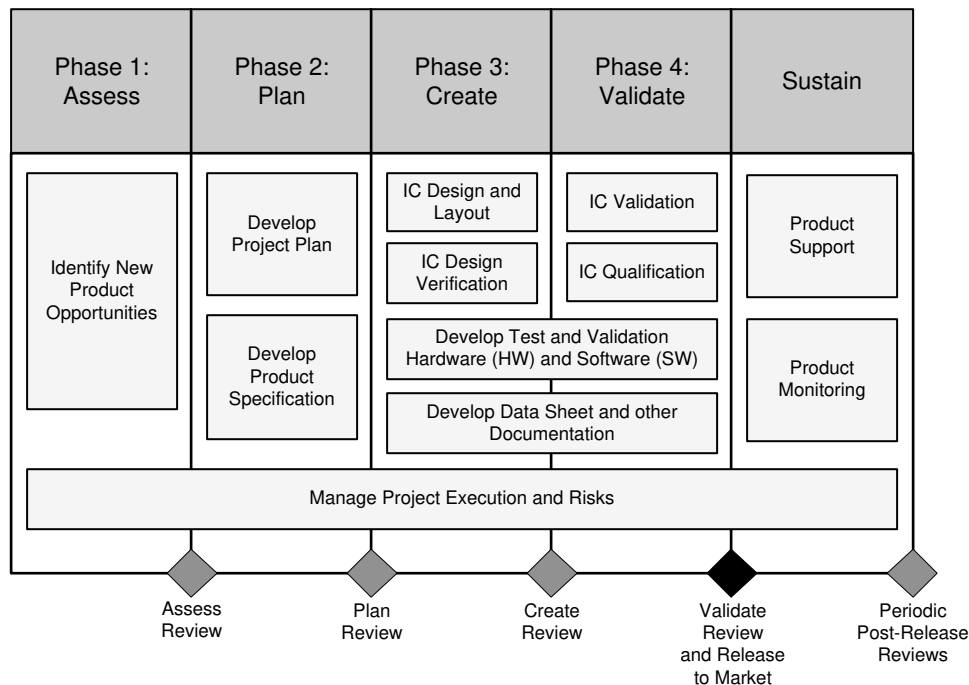 Phase 1:
Assess
Phase 2:
Plan
Phase 3:
Create
Phase 4:
Validate
Sustain
Identify New
Product
Opportunities
Develop
Project Plan
Develop
Product
Specification
IC Design and
Layout
IC Design
Verification
IC Validation
IC Qualification
Develop Test and Validation
Hardware (HW) and Software (SW)
Develop Data Sheet and other
Documentation
Product
Support
Product
Monitoring
Manage Project Execution and Risks
Assess
Review
Plan
Review
Create
Review
Validate
Review
and Release
to Market
Periodic
Post-Release
Reviews